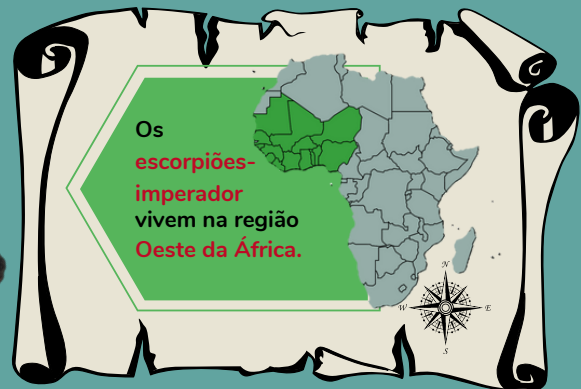 Os
escorpiões-
imperador
vivem na região
Oeste da África.
N
W
E
S